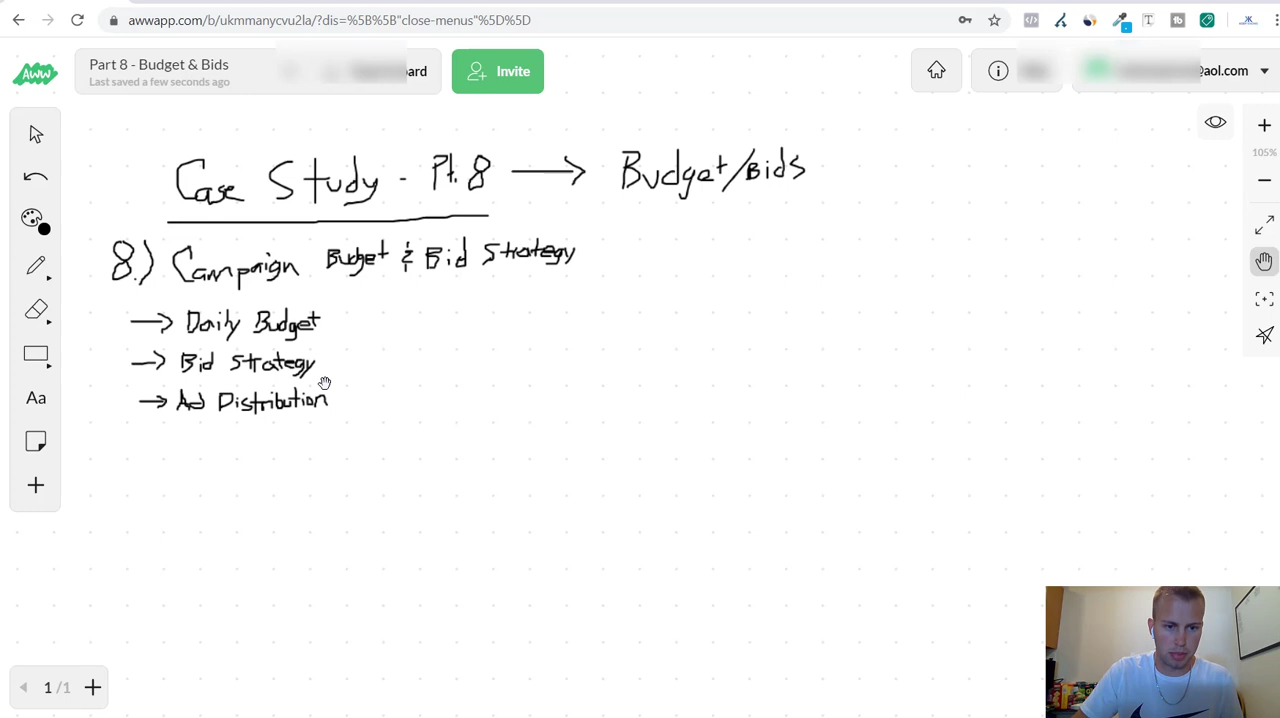 awwapp.com/b/ukmmanycvu2la/?dis=%5B%5B"close-menus"%5D%5D
AWW
Part 8 - Budget & Bids
Last saved a few seconds ago
Invite
@aol.com
105%
Case Study - Pt. 8 → Budget/Bids
8.) Campaign Budget & Bid Strategy
→ Daily Budget
→ Bid Strategy
→ Ad Distribution
Aa
1 / 1